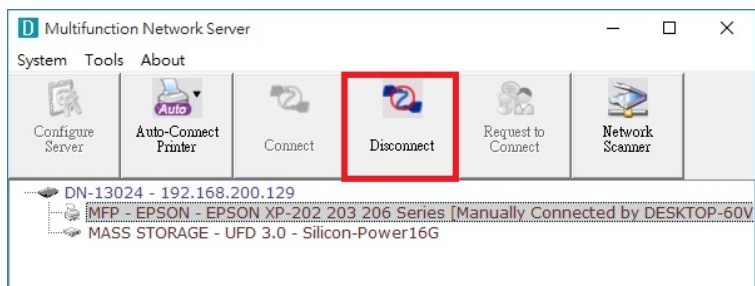 D Multifunction Network Server
System Tools About
Configure Server
Auto
Auto-Connect Printer
Connect
Disconnect
Request to Connect
Network Scanner
DN-13024 - 192.168.200.129
MFP - EPSON - EPSON XP-202 203 206 Series [Manually Connected by DESKTOP-60V
MASS STORAGE - UFD 3.0 - Silicon-Power16G